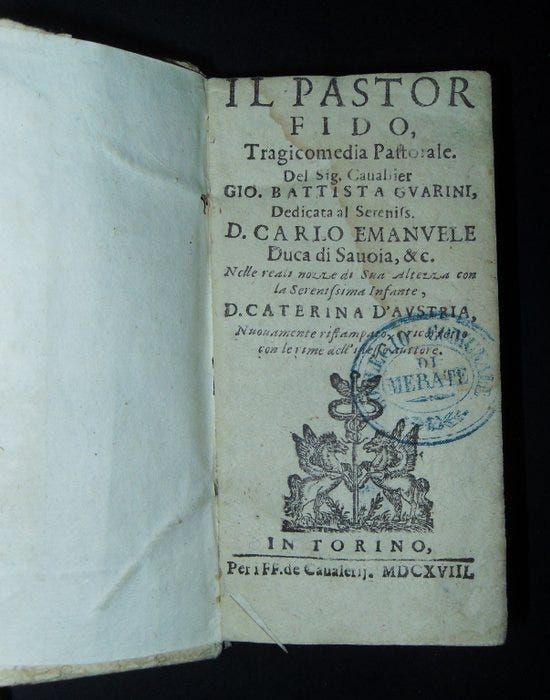 IL PASTOR
FIDO,
Tragicomedia Pastorale.
Del Sig. Caualier
GIO. BATTISTA GVARINI,
Dedicata al Sereniſs.
D. CARLO EMANVELE
Duca di Sauoia, &c.
Nelle reali nozze di Sua Altezza con
la Sereniſsima Infante,
D. CATERINA D'AVSTRIA,
Nuouamente riſtampato,
con le rime dell'iſteſſo Auttore.
DI
MERATE
IN TORINO,
Per i FF. de Caualerij. MDCXVIII.